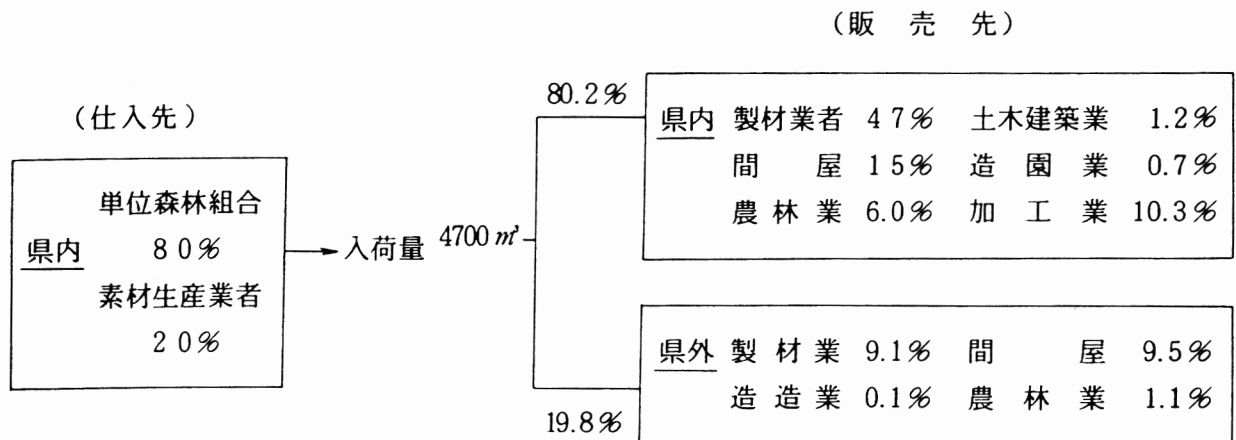 (販売先)
(仕入先)
単位森林組合
県内 80%
素材生産業者
20%
入荷量 4700㎥
80.2%
県内 製材業者 47% 土木建築業 1.2%
間屋 15% 造園業 0.7%
農林業 6.0% 加工業 10.3%
19.8%
県外 製材業 9.1% 間屋 9.5%
造造業 0.1% 農林業 1.1%